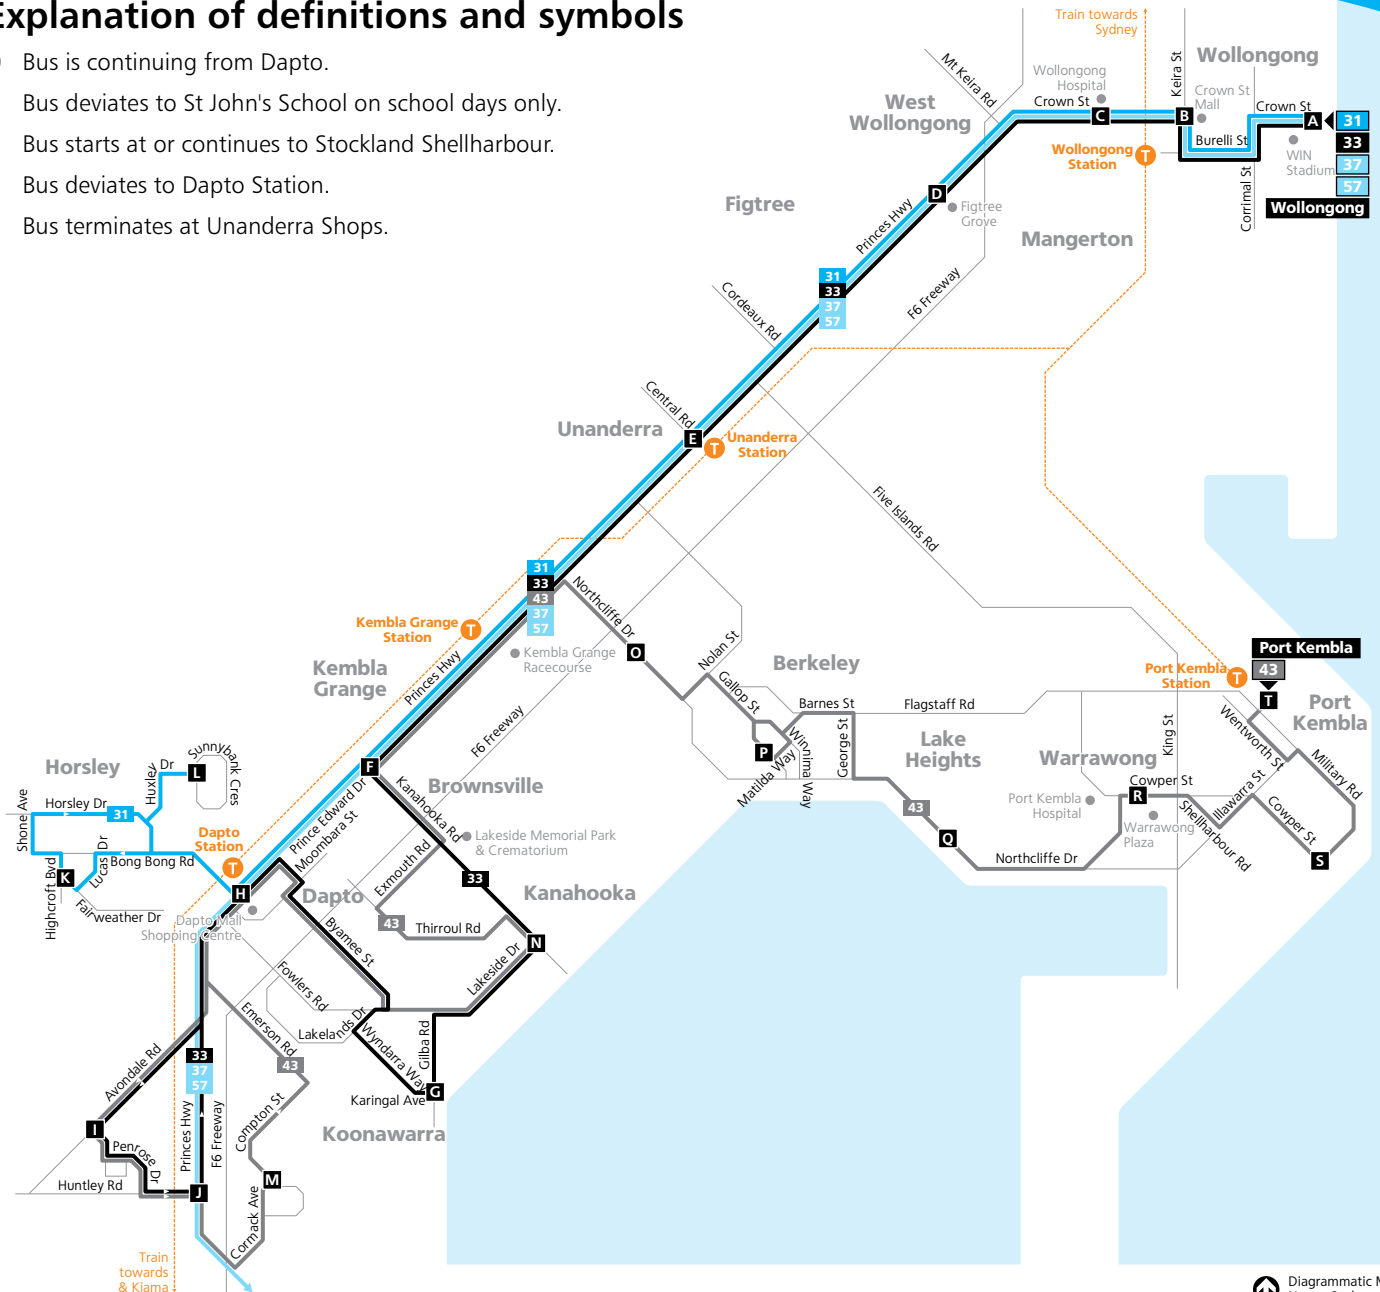 Explanation of definitions and symbols
Bus is continuing from Dapto.
Bus deviates to St John's School on school days only.
Bus starts at or continues to Stockland Shellharbour.
Bus deviates to Dapto Station.
Bus terminates at Unanderra Shops.
Train towards
Sydney
Mt Keira Rd
Wollongong
Hospital
Crown St
C
Keira St
Wollongong
Crown St
Mall
B
Crown St
A
31
33
37
57
Wollongong
Burelli St
WIN
Stadium
Corrimal St
West
Wollongong
Wollongong
Station
T
D
Figtree
Grove
Figtree
Princes Hwy
Mangerton
F6 Freeway
31
33
37
57
Cordeaux Rd
Central Rd
Unanderra
E
T
Unanderra
Station
Five Islands Rd
31
33
43
37
57
Northcliffe Dr
Kembla Grange
Station
T
Kembla Grange
Racecourse
O
Kembla
Grange
Princes Hwy
F6 Freeway
Nolan St
Berkeley
Gallop St
Barnes St
Flagstaff Rd
P
Matilda Way
Winnima Way
George St
Lake
Heights
43
Q
Northcliffe Dr
Port Kembla
43
T
Port Kembla
Station
T
Port
Kembla
Wentworth St
Military Rd
King St
Warrawong
Cowper St
R
Port Kembla
Hospital
Warrawong
Plaza
Shellharbour Rd
Illawarra St
Cowper St
S
Horsley
Sunnybank Cres
L
Huxley Dr
Horsley Dr
31
Shone Ave
Dapto
Station
T
Bong Bong Rd
Lucas Dr
K
Highcroft Bvd
Fairweather Dr
H
Dapto Mall
Shopping Centre
F
Prince Edward Dr
Moombara St
Brownsville
Kanahooka Rd
Lakeside Memorial Park
& Crematorium
Exmouth Rd
33
Kanahooka
Dapto
43
Thirroul Rd
N
Byamee St
Lakeside Dr
Fowlers Rd
Lakelands Dr
Emerson Rd
Wyndarra Way
Gilba Rd
Karingal Ave
G
Koonawarra
43
33
37
57
Avondale Rd
I
Penrose Dr
Huntley Rd
J
Princes Hwy
F6 Freeway
Compton St
M
Cormack Ave
Train
towards
& Kiama
Diagrammatic M